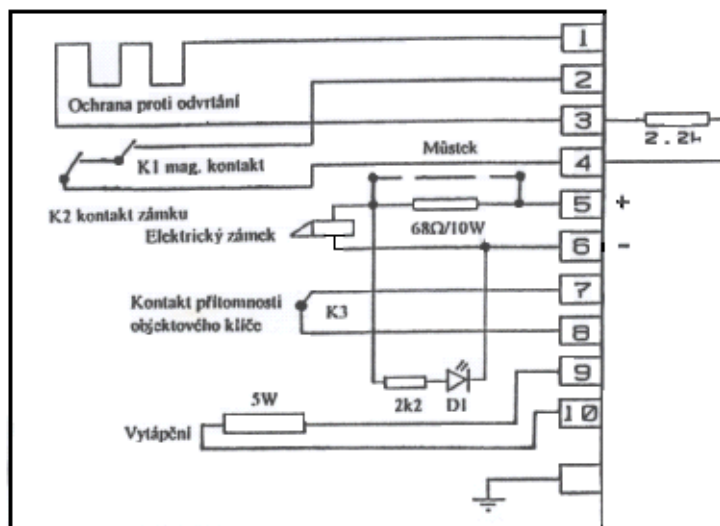 1
2
Ochrana proti odvrtání
3
2.2k
K1 mag. kontakt
Můstek
4
K2 kontakt zámku
5
+
Elektrický zámek
68Ω/10W
6
-
Kontakt přítomnosti
objektového klíče
K3
7
8
9
5W
2k2
D1
10
Vytápění